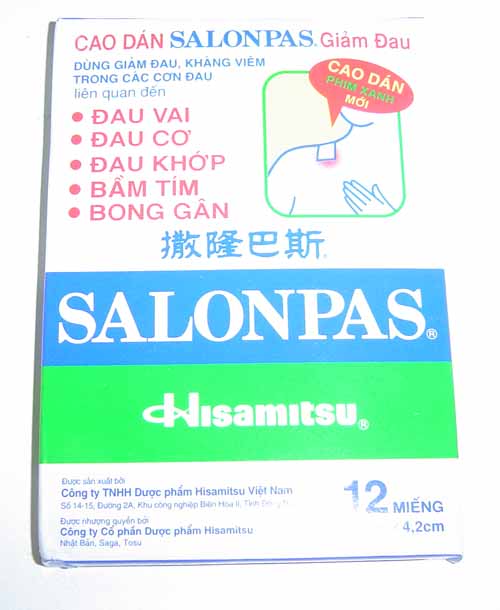 CAO DÁN SALONPAS® Giảm Đau
DÙNG GIẢM ĐAU, KHÁNG VIÊM
TRONG CÁC CƠN ĐAU
liên quan đến
• ĐAU VAI
• ĐAU CƠ
• ĐAU KHỚP
• BẦM TÍM
• BONG GÂN
CAO DÁN
PHIM XANH
MỚI
撒隆巴斯®
SALONPAS®
Hisamitsu®
Được sản xuất bởi
Công ty TNHH Dược phẩm Hisamitsu Việt Nam
Số 14-15, Đường 2A, Khu công nghiệp Biên Hòa II, Tỉnh
Được nhượng quyền bởi
Công ty Cổ phần Dược phẩm Hisamitsu
Nhật Bản, Saga, Tosu
12 MIẾNG
4,2cm